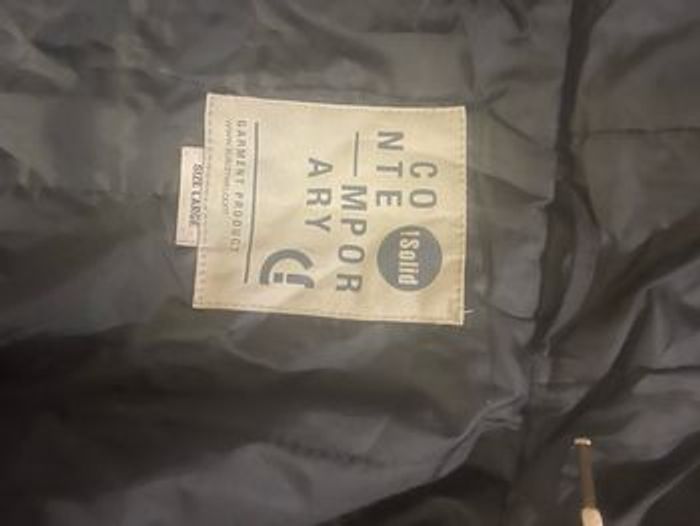 CO
NTE !Solid
— MPOR
ARY
GARMENT PRODUCT
SIZE LARGE